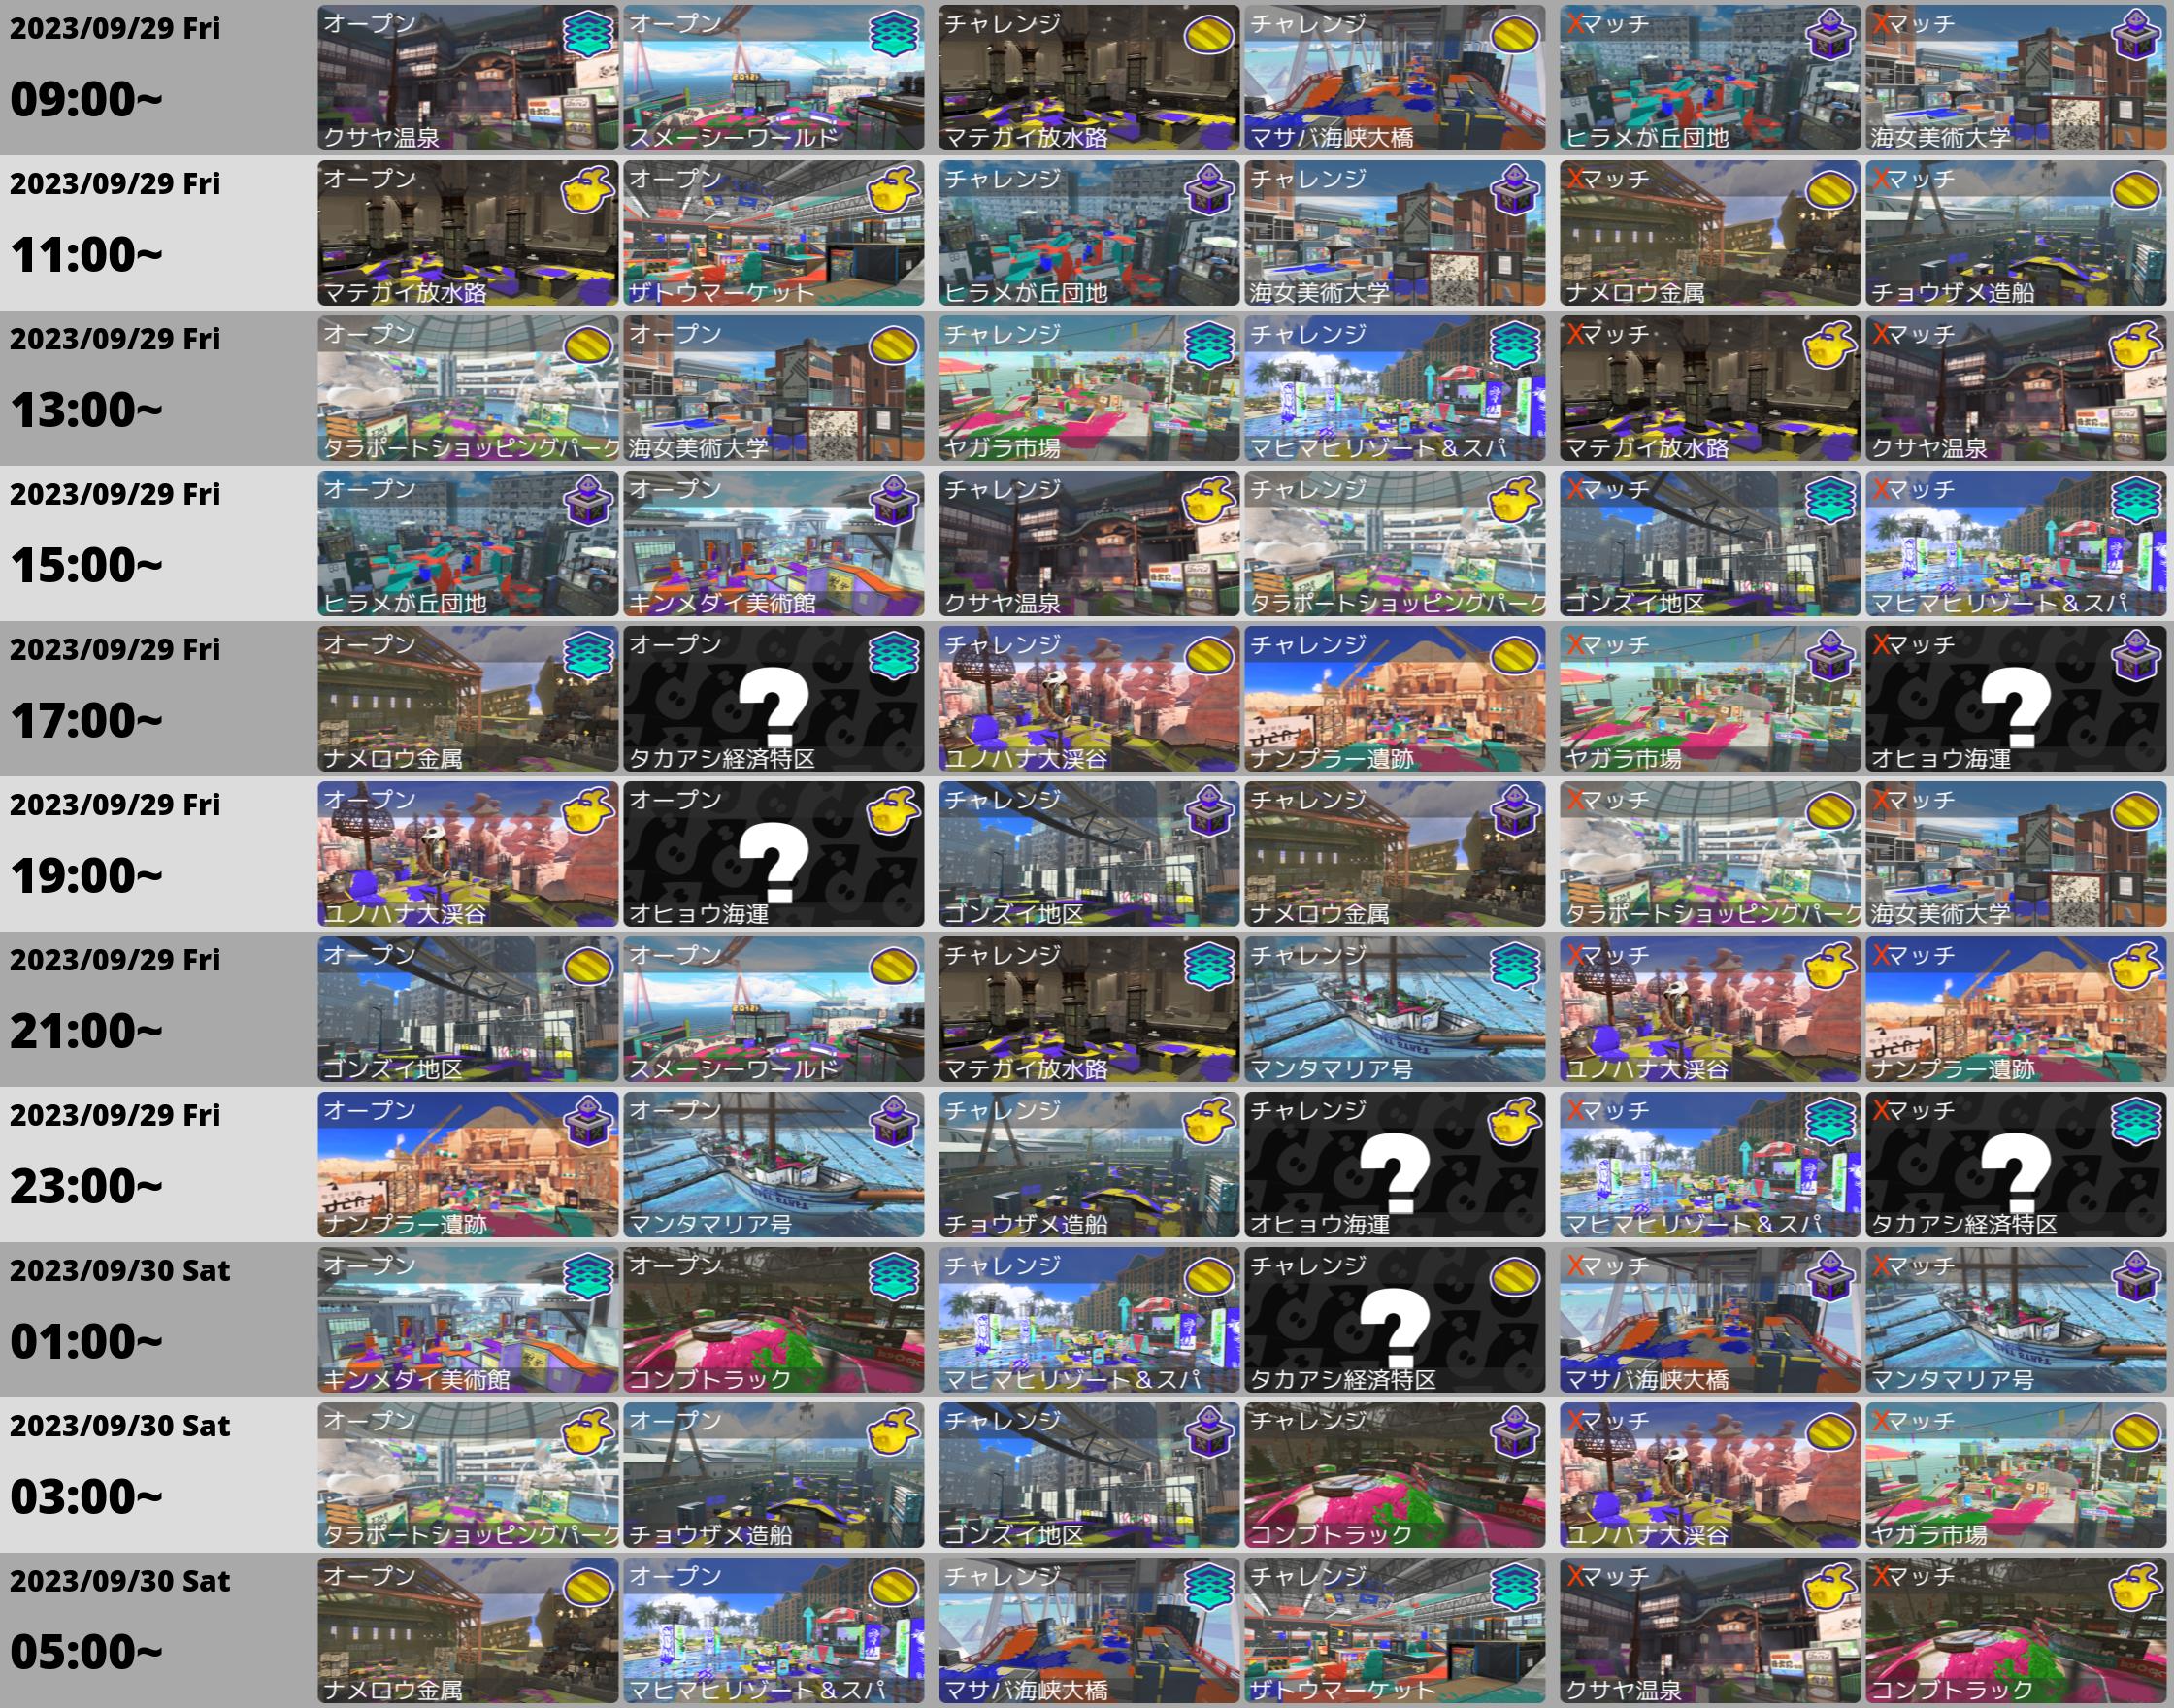 2023/09/29 Fri
09:00~
オープン
クサヤ温泉
オープン
スメーシーワールド
チャレンジ
マテガイ放水路
チャレンジ
マサバ海峡大橋
Xマッチ
ヒラメが丘団地
Xマッチ
海女美術大学
2023/09/29 Fri
11:00~
オープン
マテガイ放水路
オープン
ザトウマーケット
チャレンジ
ヒラメが丘団地
チャレンジ
海女美術大学
Xマッチ
ナメロウ金属
Xマッチ
チョウザメ造船
2023/09/29 Fri
13:00~
オープン
タラポートショッピングパーク
オープン
海女美術大学
チャレンジ
ヤガラ市場
チャレンジ
マヒマヒリゾート＆スパ
Xマッチ
マテガイ放水路
Xマッチ
クサヤ温泉
2023/09/29 Fri
15:00~
オープン
ヒラメが丘団地
オープン
キンメダイ美術館
チャレンジ
クサヤ温泉
チャレンジ
タラポートショッピングパーク
Xマッチ
ゴンズイ地区
Xマッチ
マヒマヒリゾート＆スパ
2023/09/29 Fri
17:00~
オープン
ナメロウ金属
オープン
?
タカアシ経済特区
チャレンジ
ユノハナ大渓谷
チャレンジ
ナンプラー遺跡
Xマッチ
ヤガラ市場
Xマッチ
?
オヒョウ海運
2023/09/29 Fri
19:00~
オープン
ユノハナ大渓谷
オープン
?
オヒョウ海運
チャレンジ
ゴンズイ地区
チャレンジ
ナメロウ金属
Xマッチ
タラポートショッピングパーク
Xマッチ
海女美術大学
2023/09/29 Fri
21:00~
オープン
ゴンズイ地区
オープン
スメーシーワールド
チャレンジ
マテガイ放水路
チャレンジ
マンタマリア号
Xマッチ
ユノハナ大渓谷
Xマッチ
ナンプラー遺跡
2023/09/29 Fri
23:00~
オープン
ナンプラー遺跡
オープン
マンタマリア号
チャレンジ
チョウザメ造船
チャレンジ
?
オヒョウ海運
Xマッチ
マヒマヒリゾート＆スパ
Xマッチ
?
タカアシ経済特区
2023/09/30 Sat
01:00~
オープン
キンメダイ美術館
オープン
コンブトラック
チャレンジ
マヒマヒリゾート＆スパ
チャレンジ
?
タカアシ経済特区
Xマッチ
マサバ海峡大橋
Xマッチ
マンタマリア号
2023/09/30 Sat
03:00~
オープン
タラポートショッピングパーク
オープン
チョウザメ造船
チャレンジ
ゴンズイ地区
チャレンジ
コンブトラック
Xマッチ
ユノハナ大渓谷
Xマッチ
ヤガラ市場
2023/09/30 Sat
05:00~
オープン
ナメロウ金属
オープン
マヒマヒリゾート＆スパ
チャレンジ
マサバ海峡大橋
チャレンジ
ザトウマーケット
Xマッチ
クサヤ温泉
Xマッチ
コンブトラック